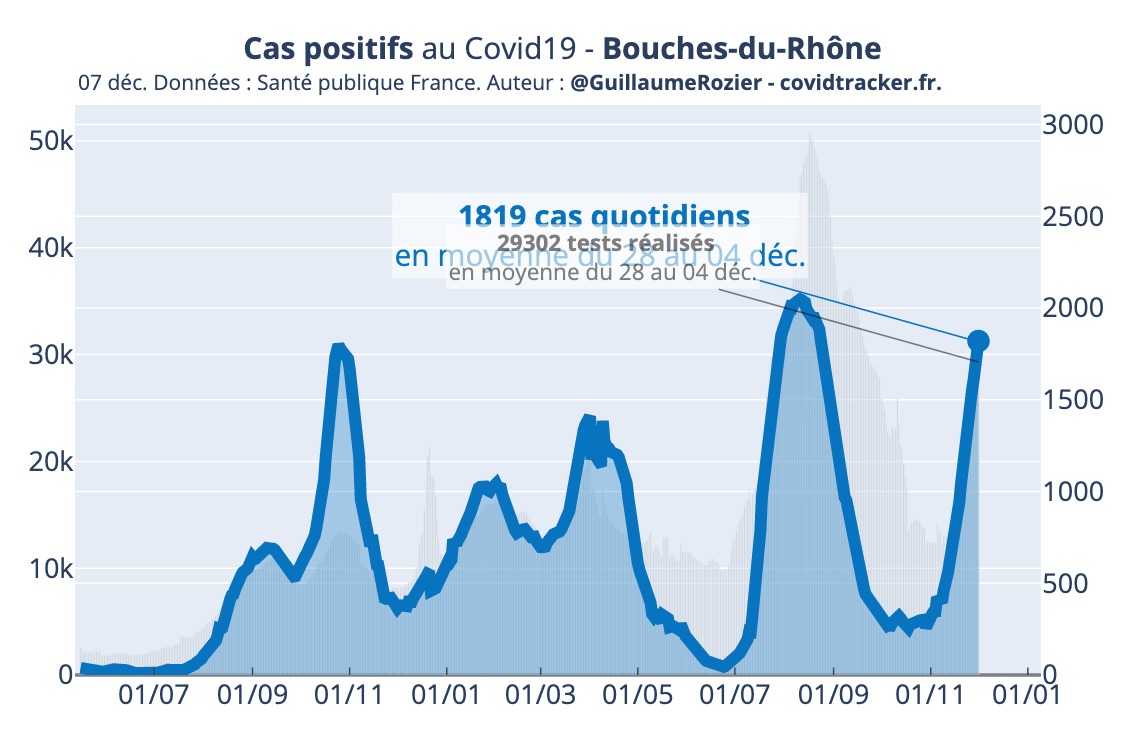 Cas positifs au Covid19 - Bouches-du-Rhône
07 déc. Données : Santé publique France. Auteur : @GuillaumeRozier - covidtracker.fr.
50k
40k
30k
20k
10k
0
3000
2500
2000
1500
1000
500
0
1819 cas quotidiens
en moyenne du 28 au 04 déc.
29302 tests réalisés
en moyenne du 28 au 04 déc.
01/07 01/09 01/11 01/01 01/03 01/05 01/07 01/09 01/11 01/01